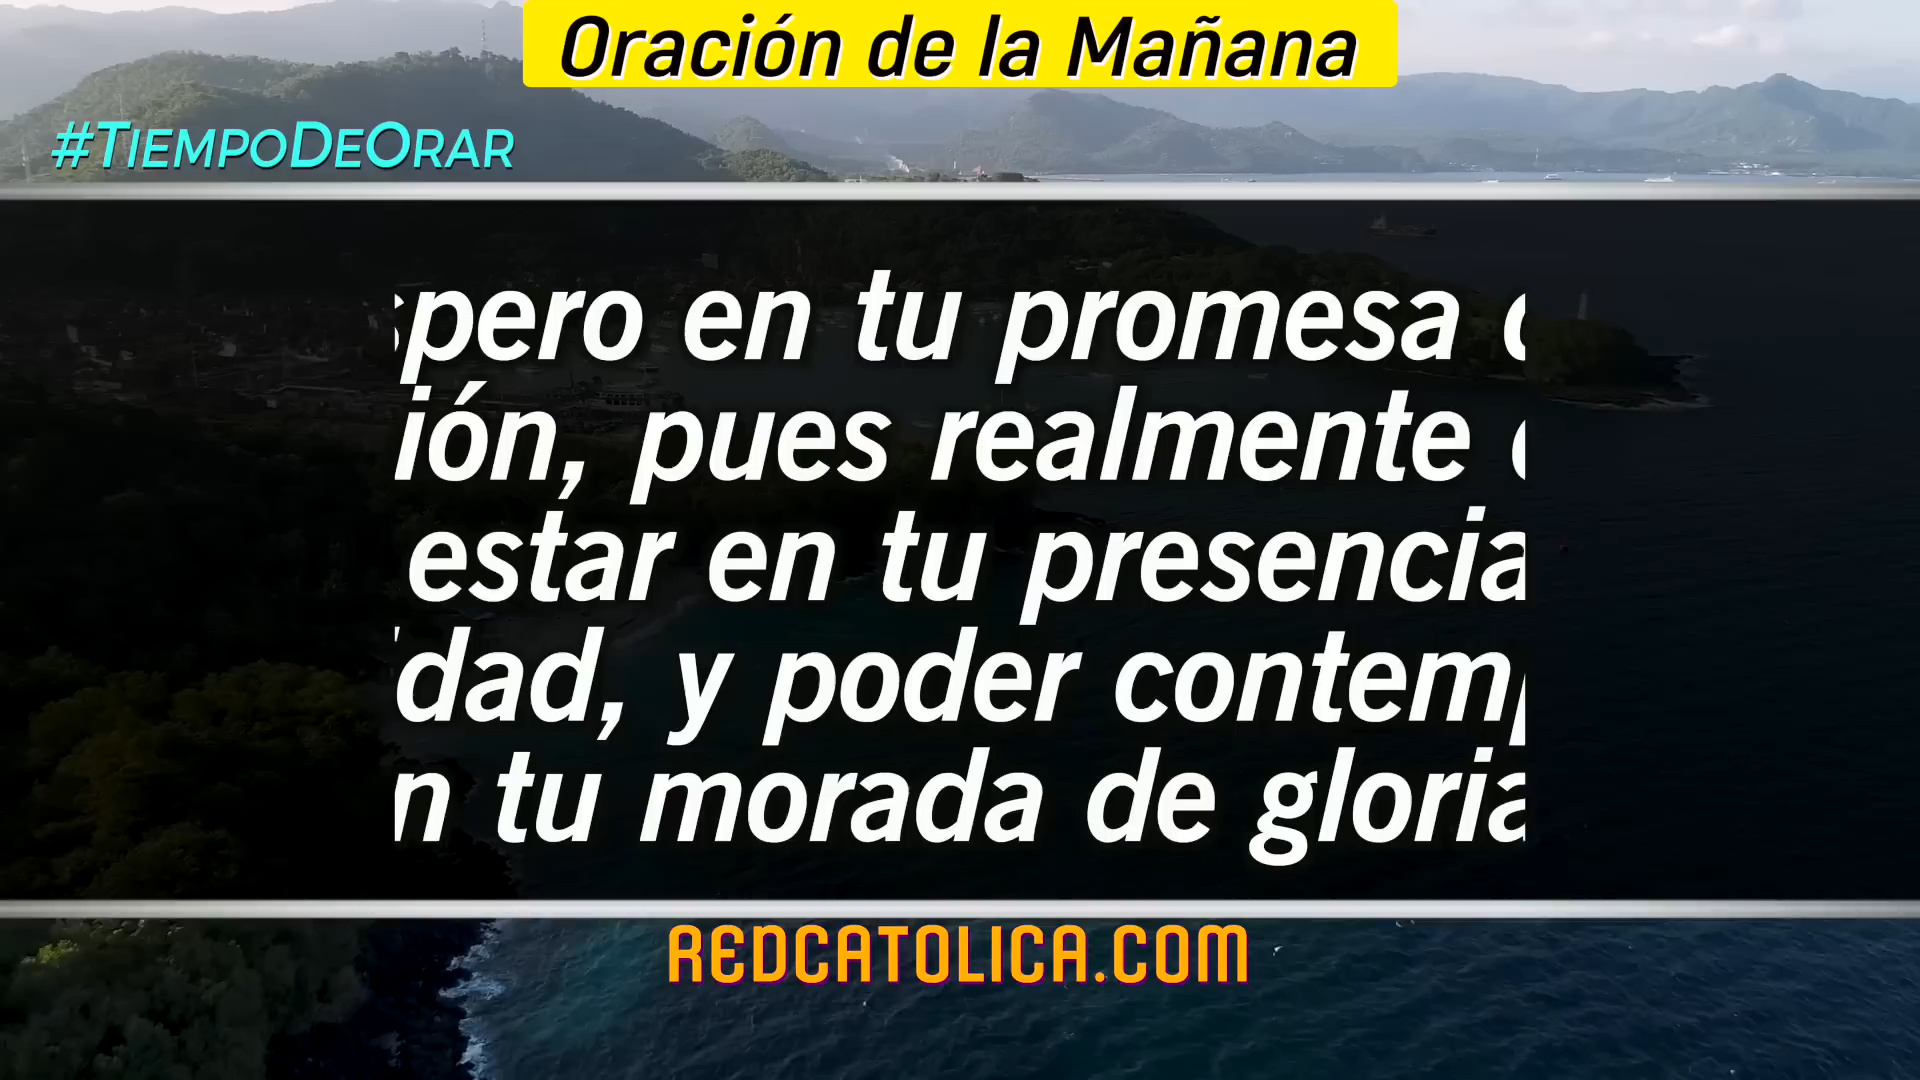 Oración de la Mañana
#TiempoDeOrar
pero en tu promesa
ión, pues realmente
estar en tu presencia
dad, y poder contem
n tu morada de gloria
REDCATOLICA.COM